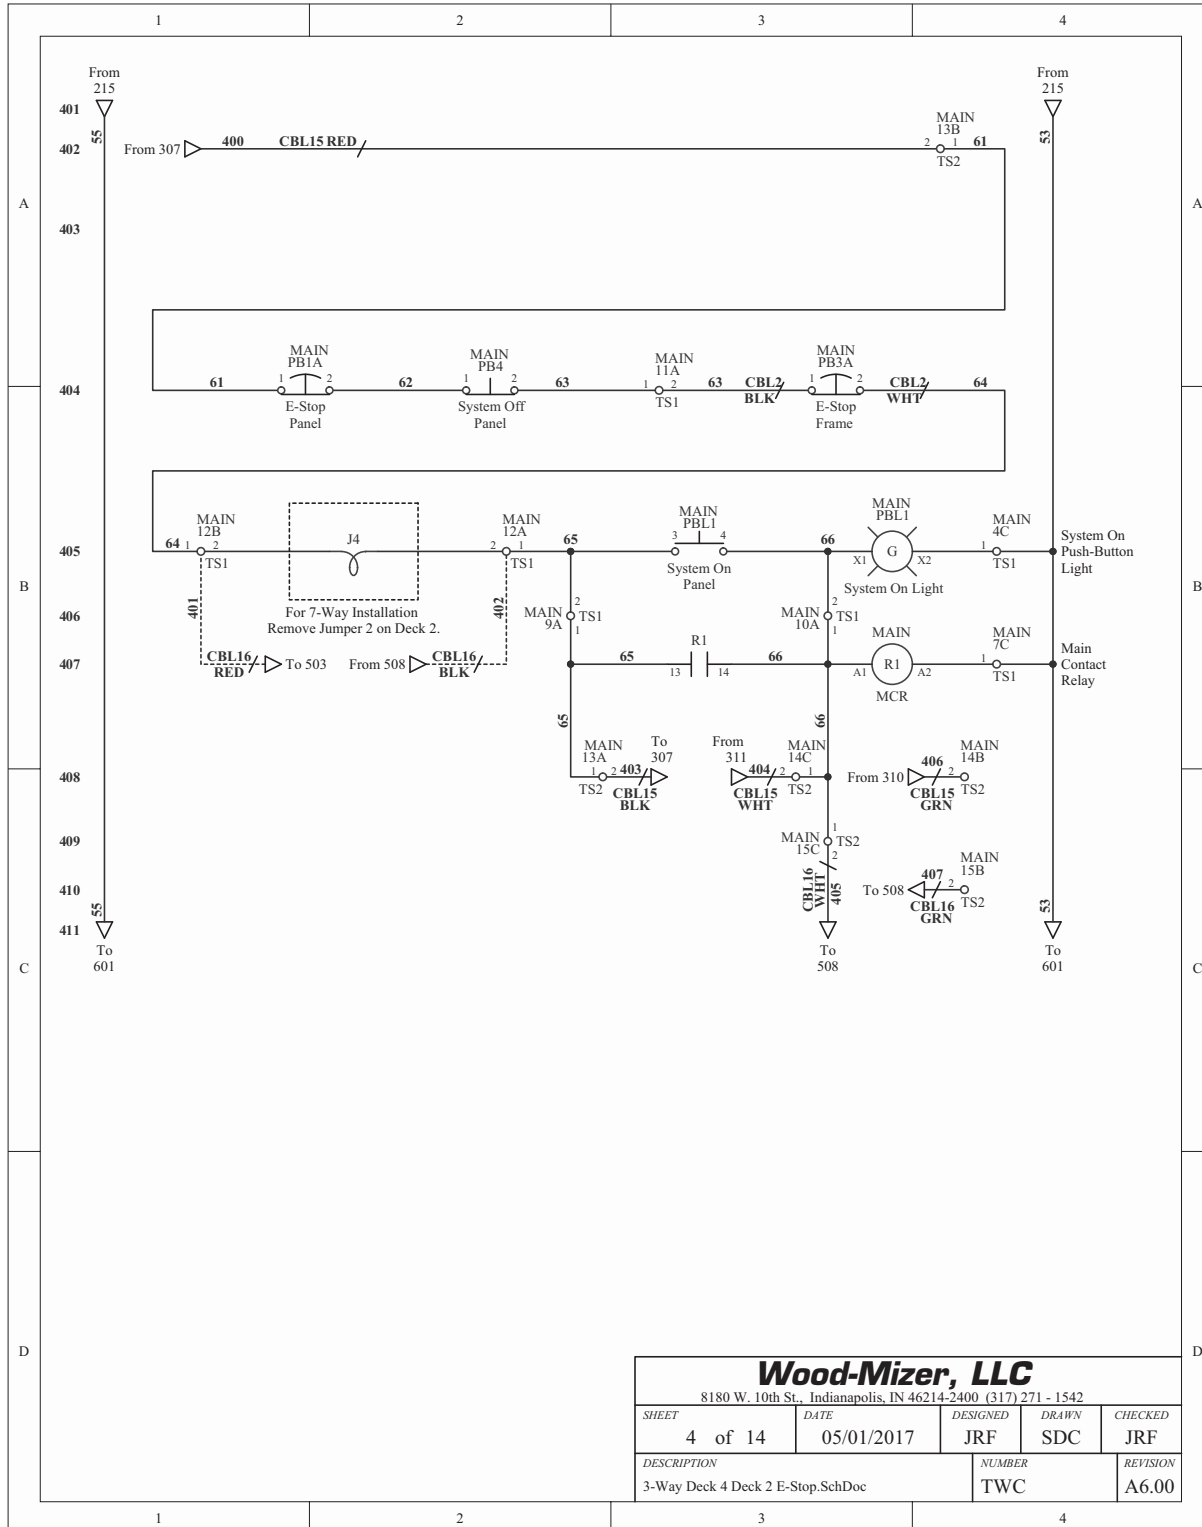 1 2 3 4
From
215
From
215
401
55
53
402
From 307
400
CBL15 RED
MAIN
13B
2 1
61
TS2
A
A
403
404
61
MAIN
PB1A
1 2
E-Stop
Panel
62
MAIN
PB4
1 2
System Off
Panel
63
MAIN
11A
1 2
TS1
63
CBL2
BLK
MAIN
PB3A
1 2
E-Stop
Frame
CBL2
WHT
64
405
64
MAIN
12B
1 2
TS1
J4
For 7-Way Installation
Remove Jumper 2 on Deck 2.
MAIN
12A
2 1
TS1
65
MAIN
PBL1
3 4
System On
Panel
66
MAIN
PBL1
G
X1 X2
System On Light
MAIN
4C
1
TS1
System On
Push-Button
Light
B
B
406
401
402
MAIN
9A
2
TS1
1
MAIN
10A
2
TS1
1
407
CBL16
RED
To 503
From 508
CBL16
BLK
65
R1
13 14
66
MAIN
R1
A1 A2
MCR
MAIN
7C
1
TS1
Main
Contact
Relay
65
66
408
MAIN
13A
1 2
TS2
403
CBL15
BLK
To
307
From
311
404
CBL15
WHT
MAIN
14C
2 1
TS2
From 310
406
CBL15
GRN
MAIN
14B
2
TS2
409
MAIN
15C
1
TS2
2
410
CBL16
WHT
405
To 508
407
CBL16
GRN
MAIN
15B
2
TS2
411
55
53
To
601
To
508
To
601
C
C
D
D
Wood-Mizer, LLC
8180 W. 10th St., Indianapolis, IN 46214-2400 (317) 271 - 1542
SHEET DATE DESIGNED DRAWN CHECKED
4 of 14 05/01/2017 JRF SDC JRF
DESCRIPTION NUMBER REVISION
3-Way Deck 4 Deck 2 E-Stop.SchDoc TWC A6.00
1 2 3 4